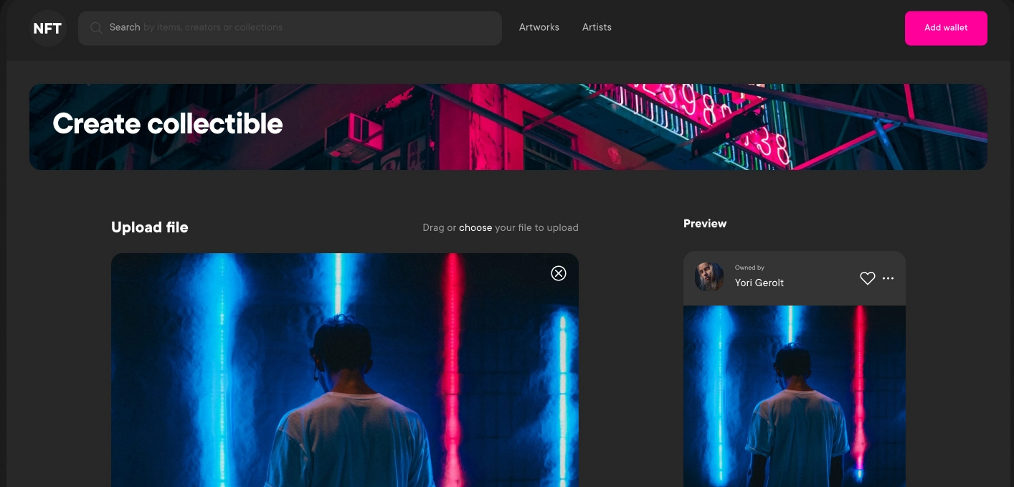 NFT
Search by items, creators or collections
Artworks
Artists
Add wallet
Create collectible
Upload file
Drag or choose your file to upload
Preview
Owned by
Yori Gerolt